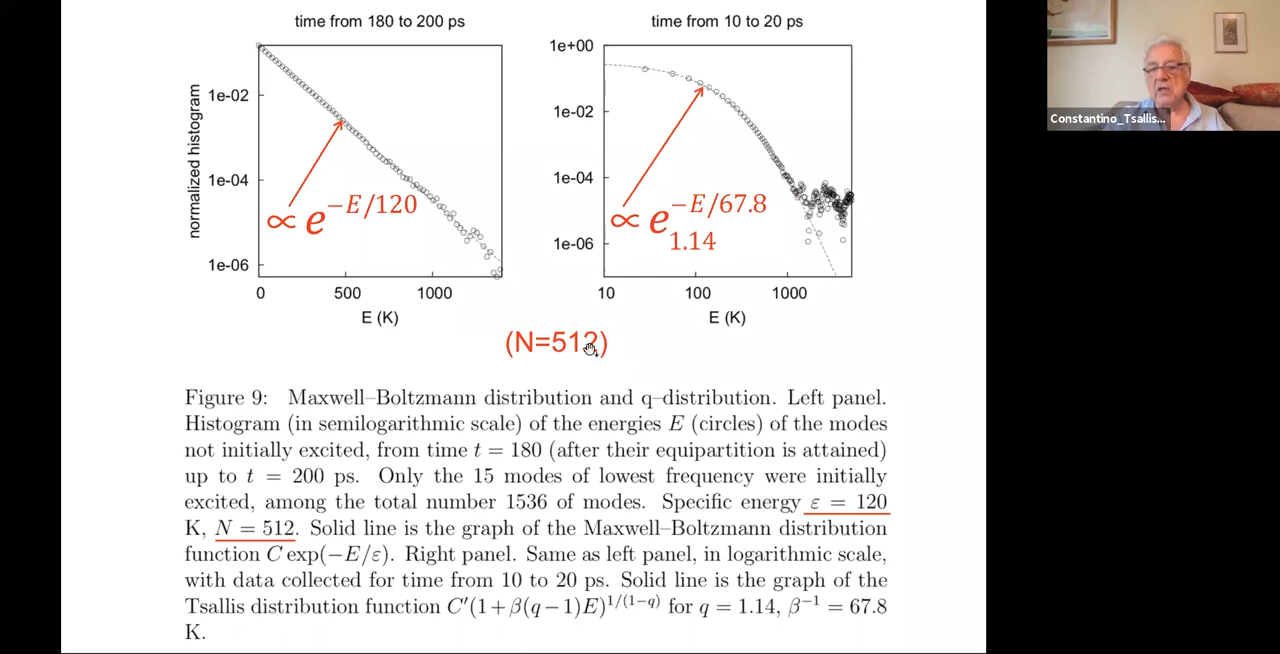 time from 180 to 200 ps
normalized histogram
1e-02
1e-04
1e-06
∝ e^{-E/120}
0 500 1000
E (K)
time from 10 to 20 ps
1e+00
1e-02
1e-04
1e-06
∝ e_{1.14}^{-E/67.8}
10 100 1000
E (K)
(N=512)
Constantino_Tsallis...
Figure 9: Maxwell–Boltzmann distribution and q–distribution. Left panel.
Histogram (in semilogarithmic scale) of the energies E (circles) of the modes
not initially excited, from time t = 180 (after their equipartition is attained)
up to t = 200 ps. Only the 15 modes of lowest frequency were initially
excited, among the total number 1536 of modes. Specific energy ε = 120
K, N = 512. Solid line is the graph of the Maxwell–Boltzmann distribution
function C exp(−E/ε). Right panel. Same as left panel, in logarithmic scale,
with data collected for time from 10 to 20 ps. Solid line is the graph of the
Tsallis distribution function C′(1+β(q−1)E)^{1/(1−q)} for q = 1.14, β^{−1} = 67.8
K.